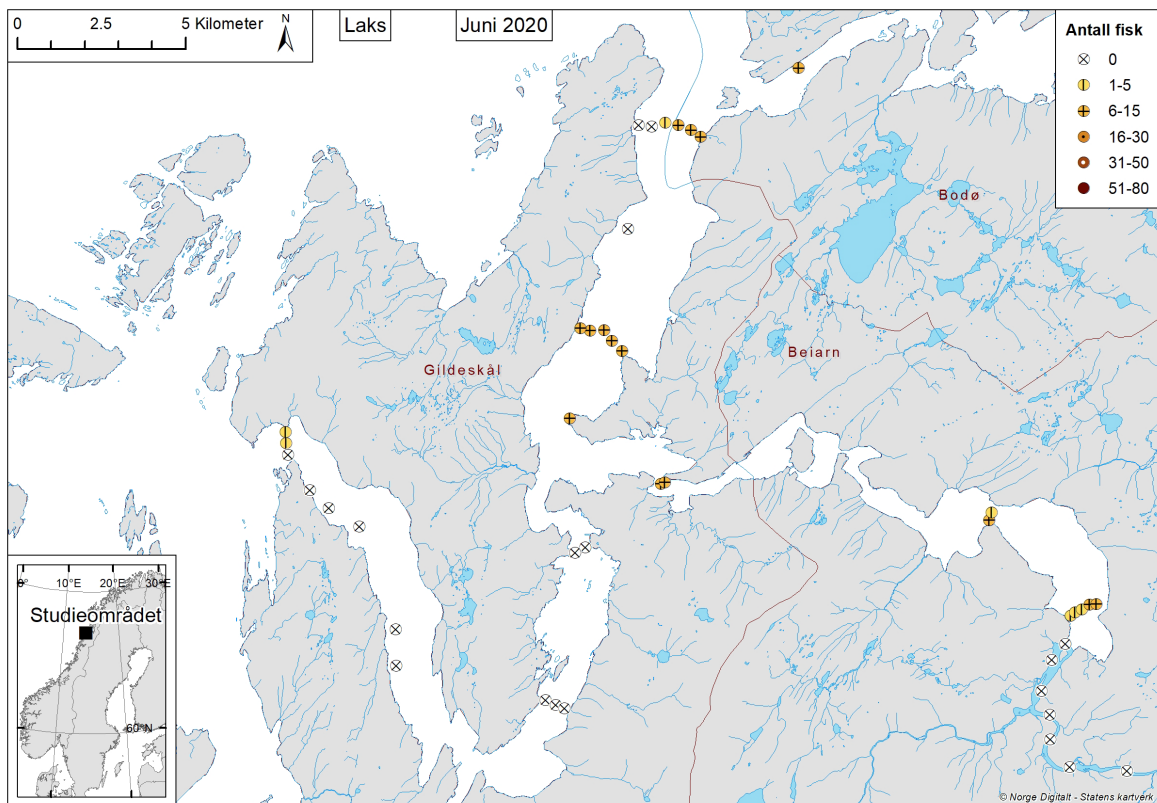 0 2.5 5 Kilometer
N
Laks
Juni 2020
Antall fisk
0
1-5
6-15
16-30
31-50
51-80
Bodø
Beiarn
Gildeskål
0° 10°E 20°E 30°E
Studieområdet
60°N
© Norge Digitalt - Statens kartverk